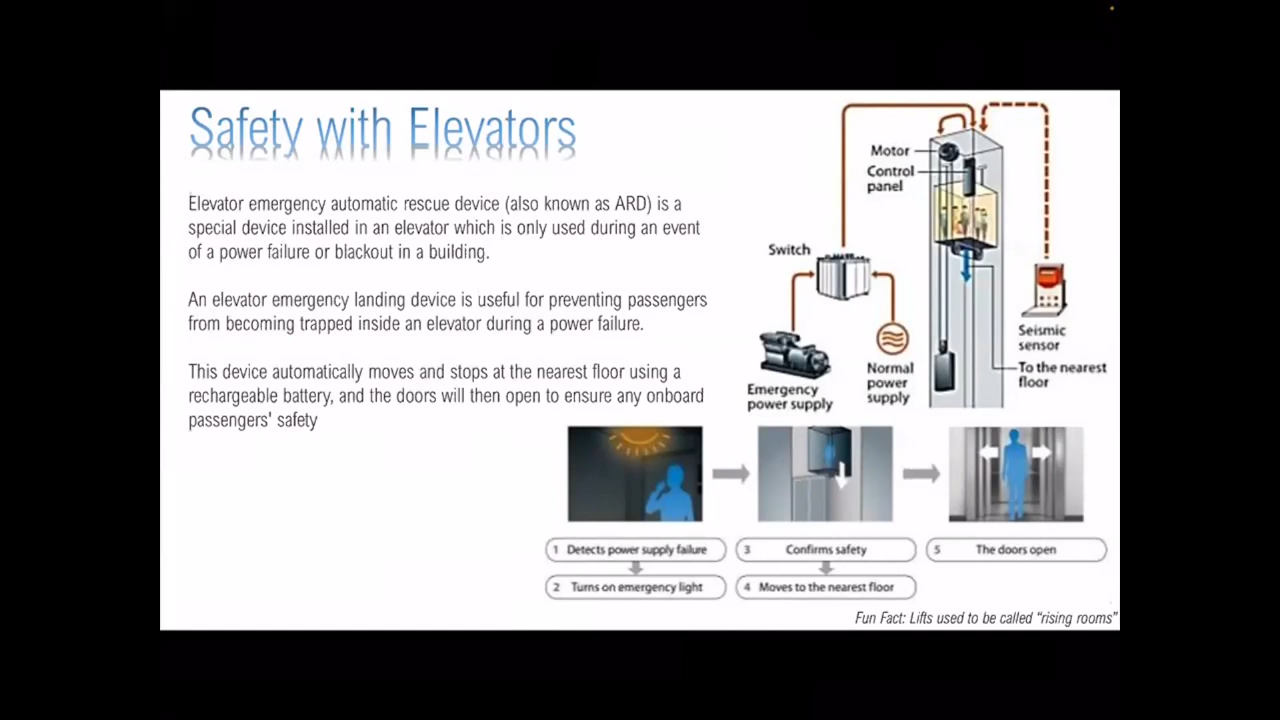 Safety with Elevators
Elevator emergency automatic rescue device (also known as ARD) is a
special device installed in an elevator which is only used during an event
of a power failure or blackout in a building.
An elevator emergency landing device is useful for preventing passengers
from becoming trapped inside an elevator during a power failure.
This device automatically moves and stops at the nearest floor using a
rechargeable battery, and the doors will then open to ensure any onboard
passengers' safety
Motor
Control
panel
Switch
Seismic
sensor
To the nearest
floor
Normal
power
supply
Emergency
power supply
1 Detects power supply failure
2 Turns on emergency light
3 Confirms safety
4 Moves to the nearest floor
5 The doors open
Fun Fact: Lifts used to be called “rising rooms”